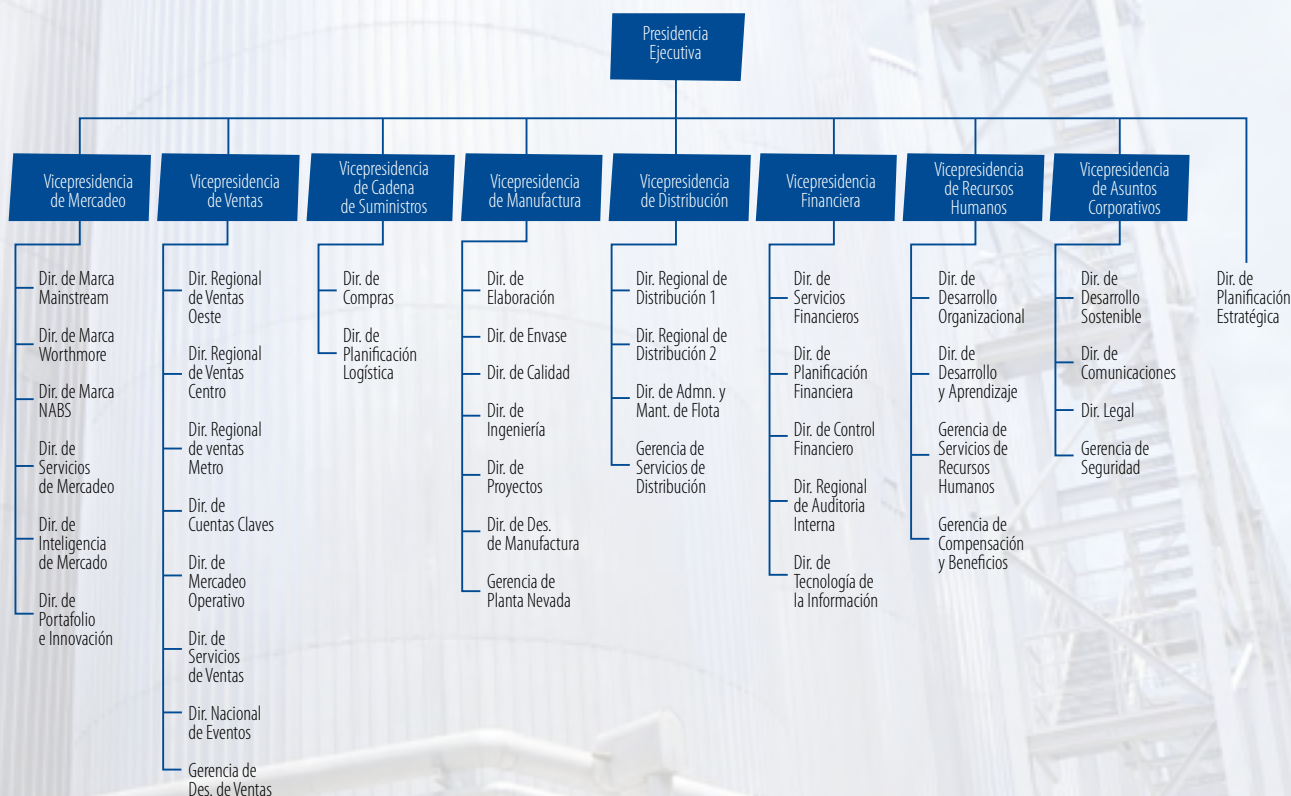 Presidencia
Ejecutiva
Vicepresidencia
de Mercadeo
Dir. de Marca
Mainstream
Dir. de Marca
Worthmore
Dir. de Marca
NABS
Dir. de
Servicios
de Mercadeo
Dir. de
Inteligencia
de Mercado
Dir. de
Portafolio
e Innovación
Vicepresidencia
de Ventas
Dir. Regional
de Ventas
Oeste
Dir. Regional
de Ventas
Centro
Dir. Regional
de ventas
Metro
Dir. de
Cuentas Claves
Dir. de
Mercadeo
Operativo
Dir. de
Servicios
de Ventas
Dir. Nacional
de Eventos
Gerencia de
Des. de Ventas
Vicepresidencia
de Cadena
de Suministros
Dir. de
Compras
Dir. de
Planificación
Logística
Vicepresidencia
de Manufactura
Dir. de
Elaboración
Dir. de Envase
Dir. de Calidad
Dir. de
Ingeniería
Dir. de
Proyectos
Dir. de Des.
de Manufactura
Gerencia de
Planta Nevada
Vicepresidencia
de Distribución
Dir. Regional de
Distribución 1
Dir. Regional de
Distribución 2
Dir. de Admn. y
Mant. de Flota
Gerencia de
Servicios de
Distribución
Vicepresidencia
Financiera
Dir. de
Servicios
Financieros
Dir. de
Planificación
Financiera
Dir. de Control
Financiero
Dir. Regional
de Auditoria
Interna
Dir. de
Tecnología de
la Información
Vicepresidencia
de Recursos
Humanos
Dir. de
Desarrollo
Organizacional
Dir. de
Desarrollo
y Aprendizaje
Gerencia de
Servicios de
Recursos
Humanos
Gerencia de
Compensación
y Beneficios
Vicepresidencia
de Asuntos
Corporativos
Dir. de
Desarrollo
Sostenible
Dir. de
Comunicaciones
Dir. Legal
Gerencia de
Seguridad
Dir. de
Planificación
Estratégica